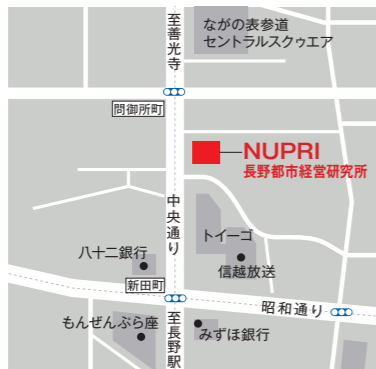 至善光寺
ながの表参道
セントラルスクゥエア
問御所町
NUPRI
長野都市経営研究所
中央通り
トイーゴ
八十二銀行
信越放送
新田町
昭和通り
もんぜんぷら座
至長野駅
みずほ銀行